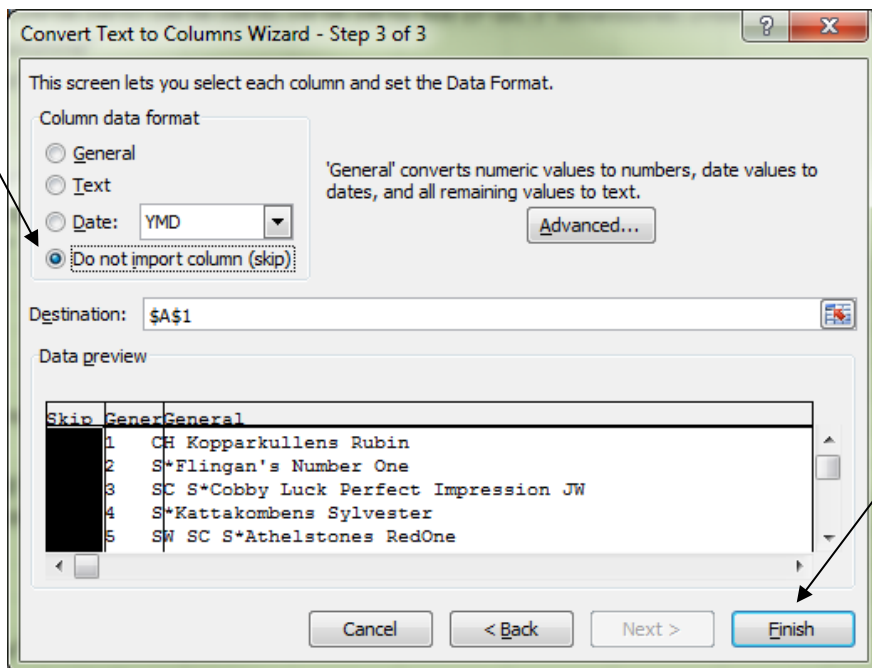 Convert Text to Columns Wizard - Step 3 of 3
?
X
This screen lets you select each column and set the Data Format.
Column data format
General
Text
Date: YMD
Do not import column (skip)
'General' converts numeric values to numbers, date values to
dates, and all remaining values to text.
Advanced...
Destination: $A$1
Data preview
Skip GenerGeneral
1 CH Kopparkullens Rubin
2 S*Flingan's Number One
3 SC S*Cobby Luck Perfect Impression JW
4 S*Kattakombens Sylvester
5 SW SC S*Athelstones RedOne
Cancel < Back Next > Finish